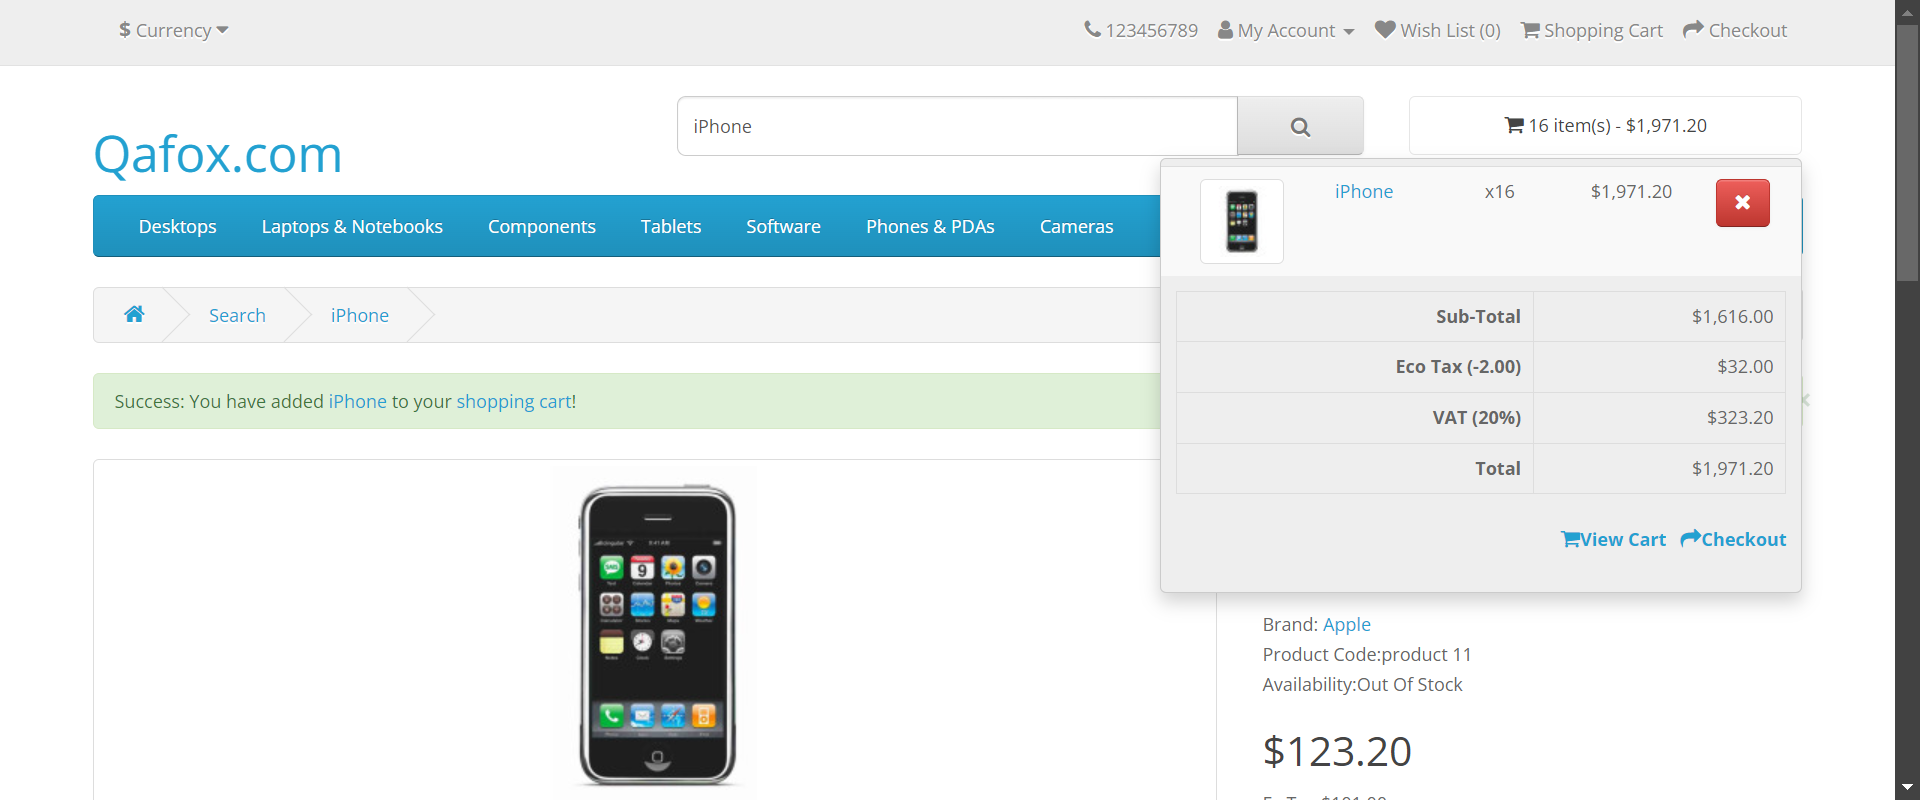 $ Currency
123456789 My Account Wish List (0) Shopping Cart Checkout
iPhone
16 item(s) - $1,971.20
Qafox.com
iPhone x16 $1,971.20
Desktops Laptops & Notebooks Components Tablets Software Phones & PDAs Cameras
Search iPhone
Sub-Total $1,616.00
Eco Tax (-2.00) $32.00
Success: You have added iPhone to your shopping cart!
VAT (20%) $323.20
Total $1,971.20
View Cart Checkout
Brand: Apple
Product Code:product 11
Availability:Out Of Stock
$123.20